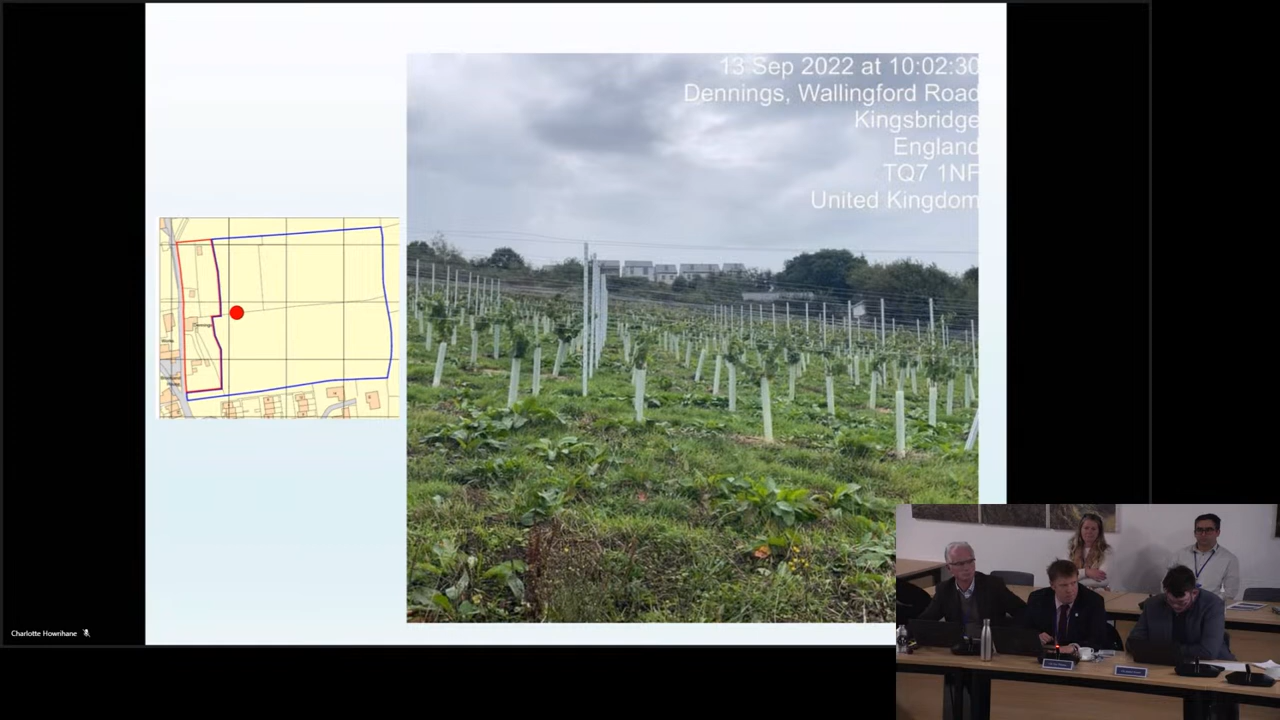 13 Sep 2022 at 10:02:30
Dennings, Wallingford Road
Kingsbridge
England
TQ7 1NF
United Kingdom
Charlotte Howrihane